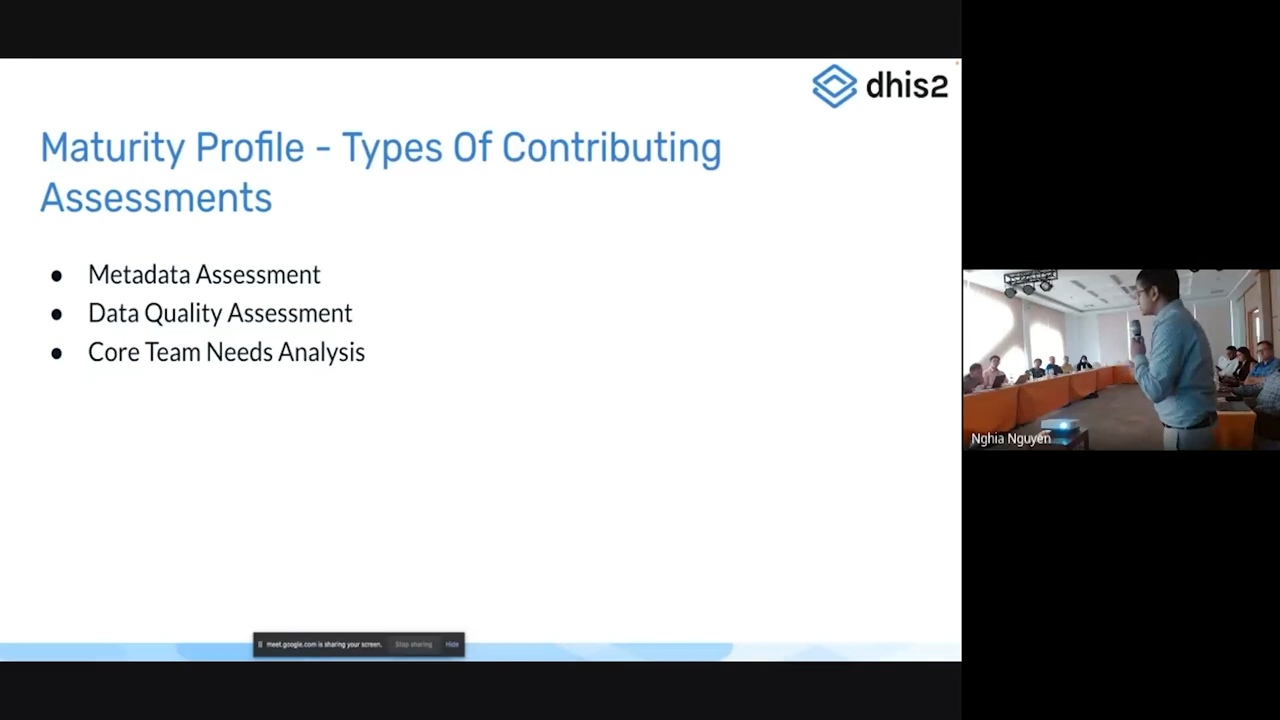 dhis2
Maturity Profile - Types Of Contributing
Assessments
● Metadata Assessment
● Data Quality Assessment
● Core Team Needs Analysis
meet.google.com is sharing your screen. Stop sharing Hide
Nghia Nguyen